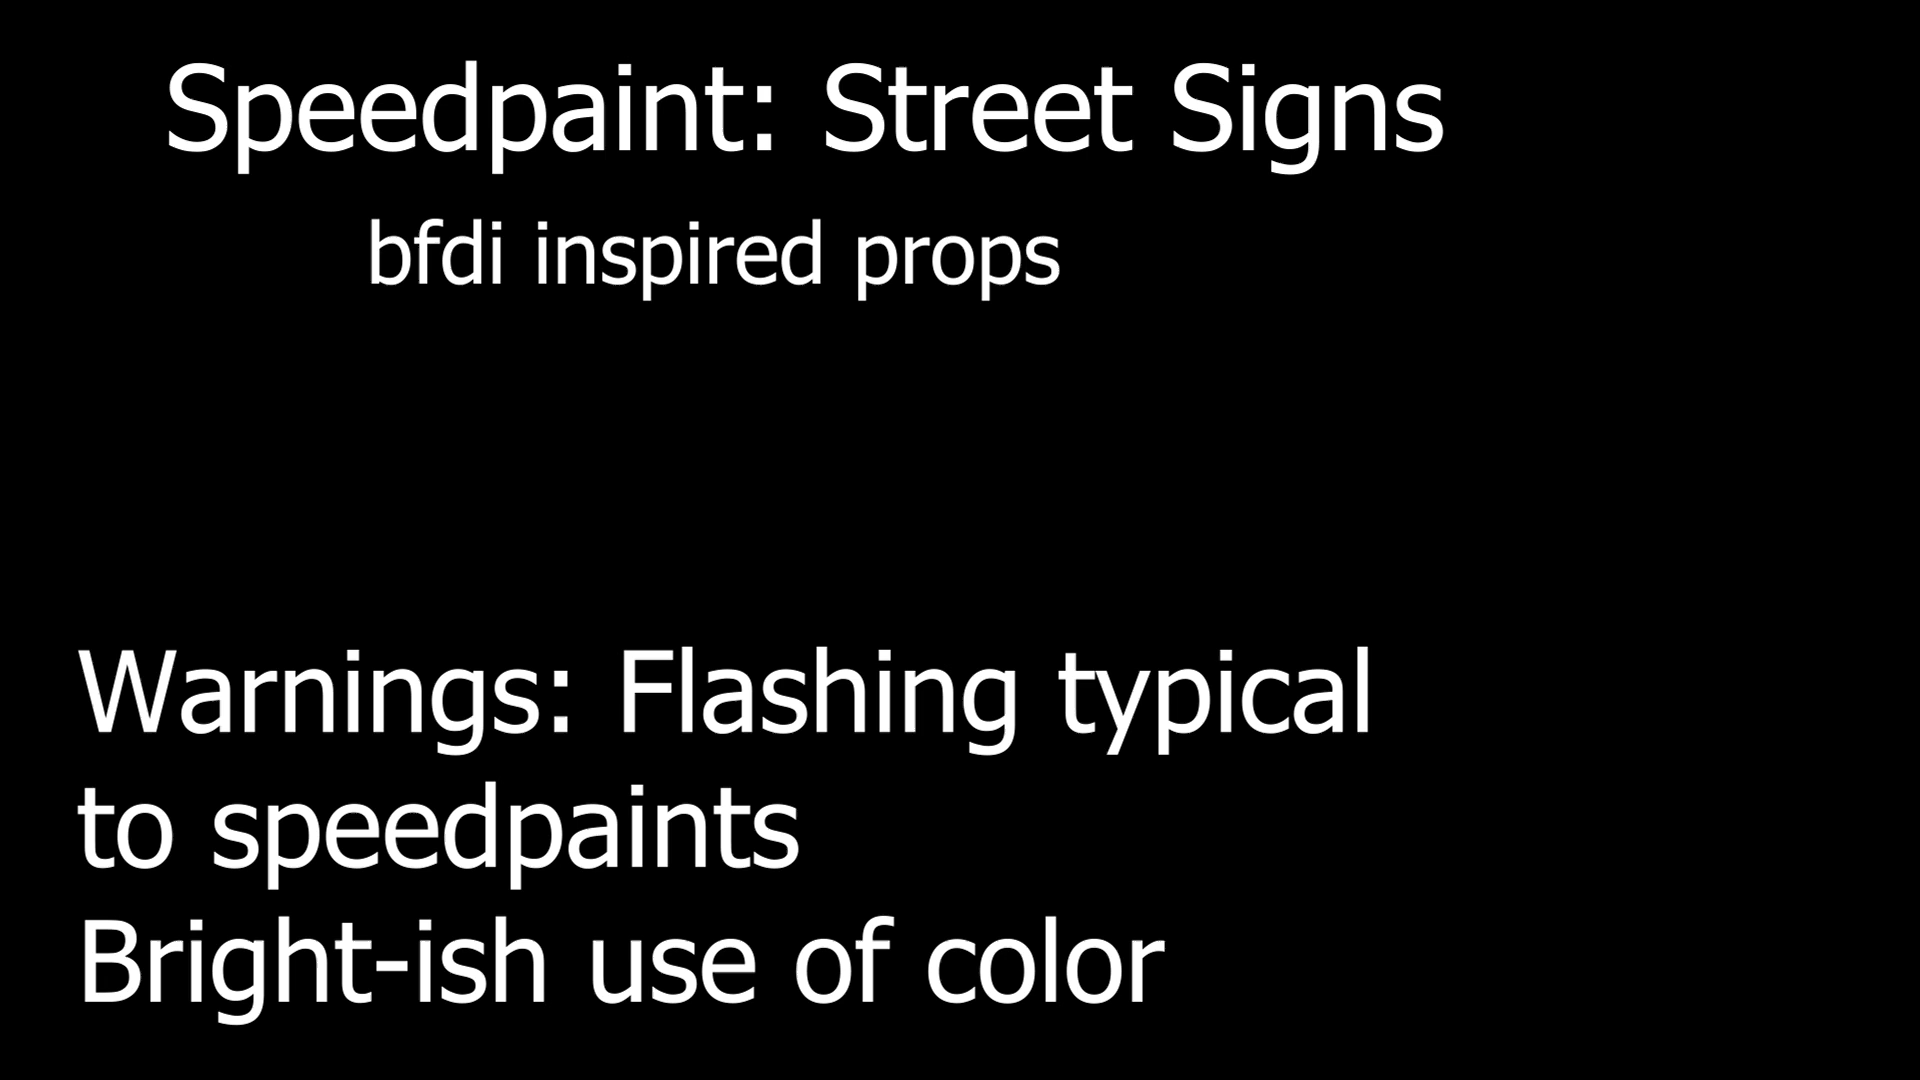 Speedpaint: Street Signs
bfdi inspired props
Warnings: Flashing typical
to speedpaints
Bright-ish use of color